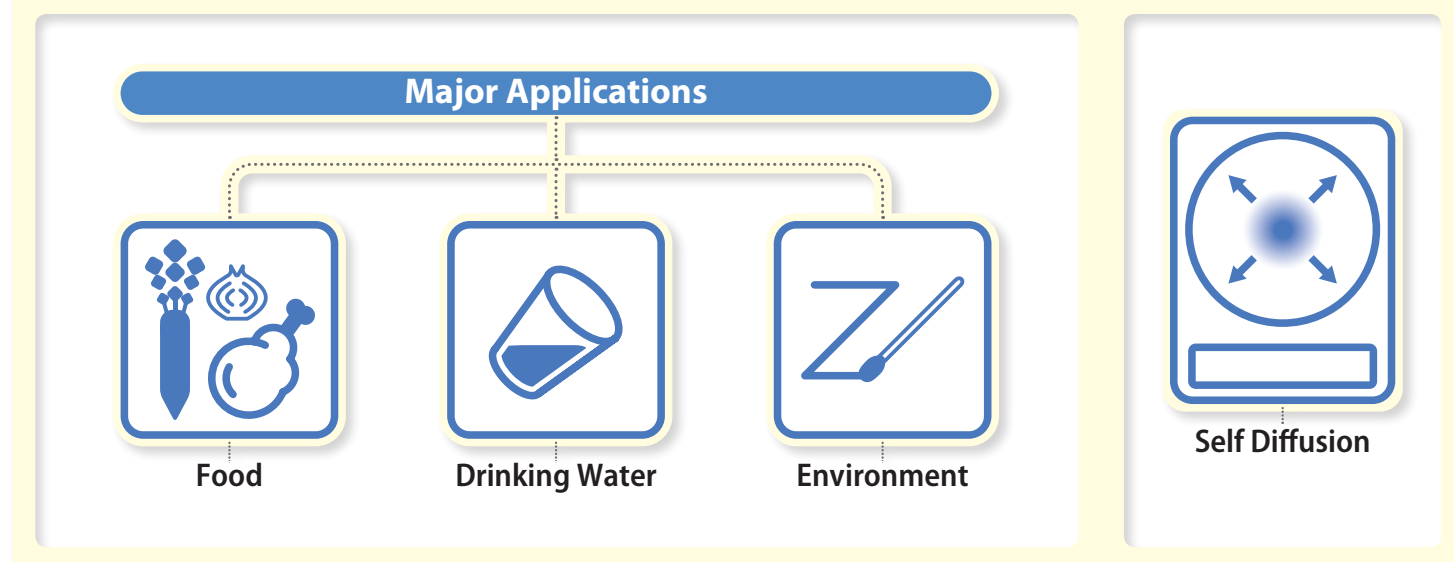 Major Applications
Food
Drinking Water
Environment
Self Diffusion